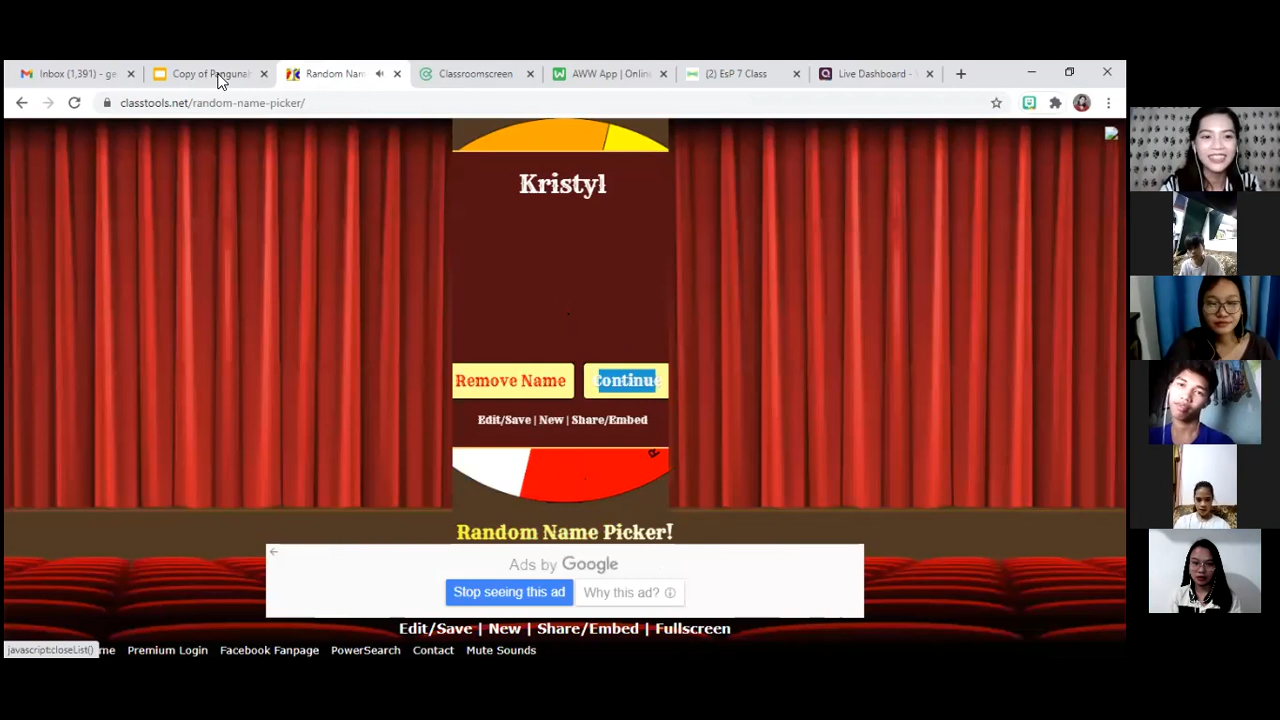 Inbox (1,391) - ge
Copy of Pangunah
Random Nam
Classroomscreen
AWW App | Onlin
(2) EsP 7 Class
Live Dashboard -
classtools.net/random-name-picker/
Kristyl
Remove Name
Continue
Edit/Save | New | Share/Embed
R
Random Name Picker!
Ads by Google
Stop seeing this ad
Why this ad?
Edit/Save | New | Share/Embed | Fullscreen
javascript:closeList()
me
Premium Login
Facebook Fanpage
PowerSearch
Contact
Mute Sounds